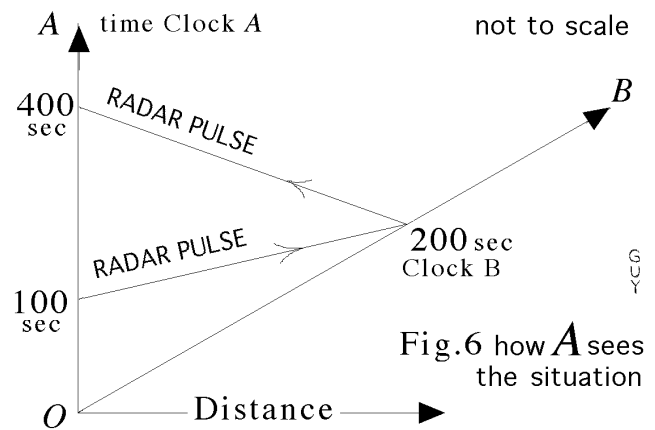 A time Clock A
not to scale
B
400
sec
RADAR PULSE
RADAR PULSE
200 sec
Clock B
100
sec
GUY
Fig.6 how A sees
the situation
O
Distance